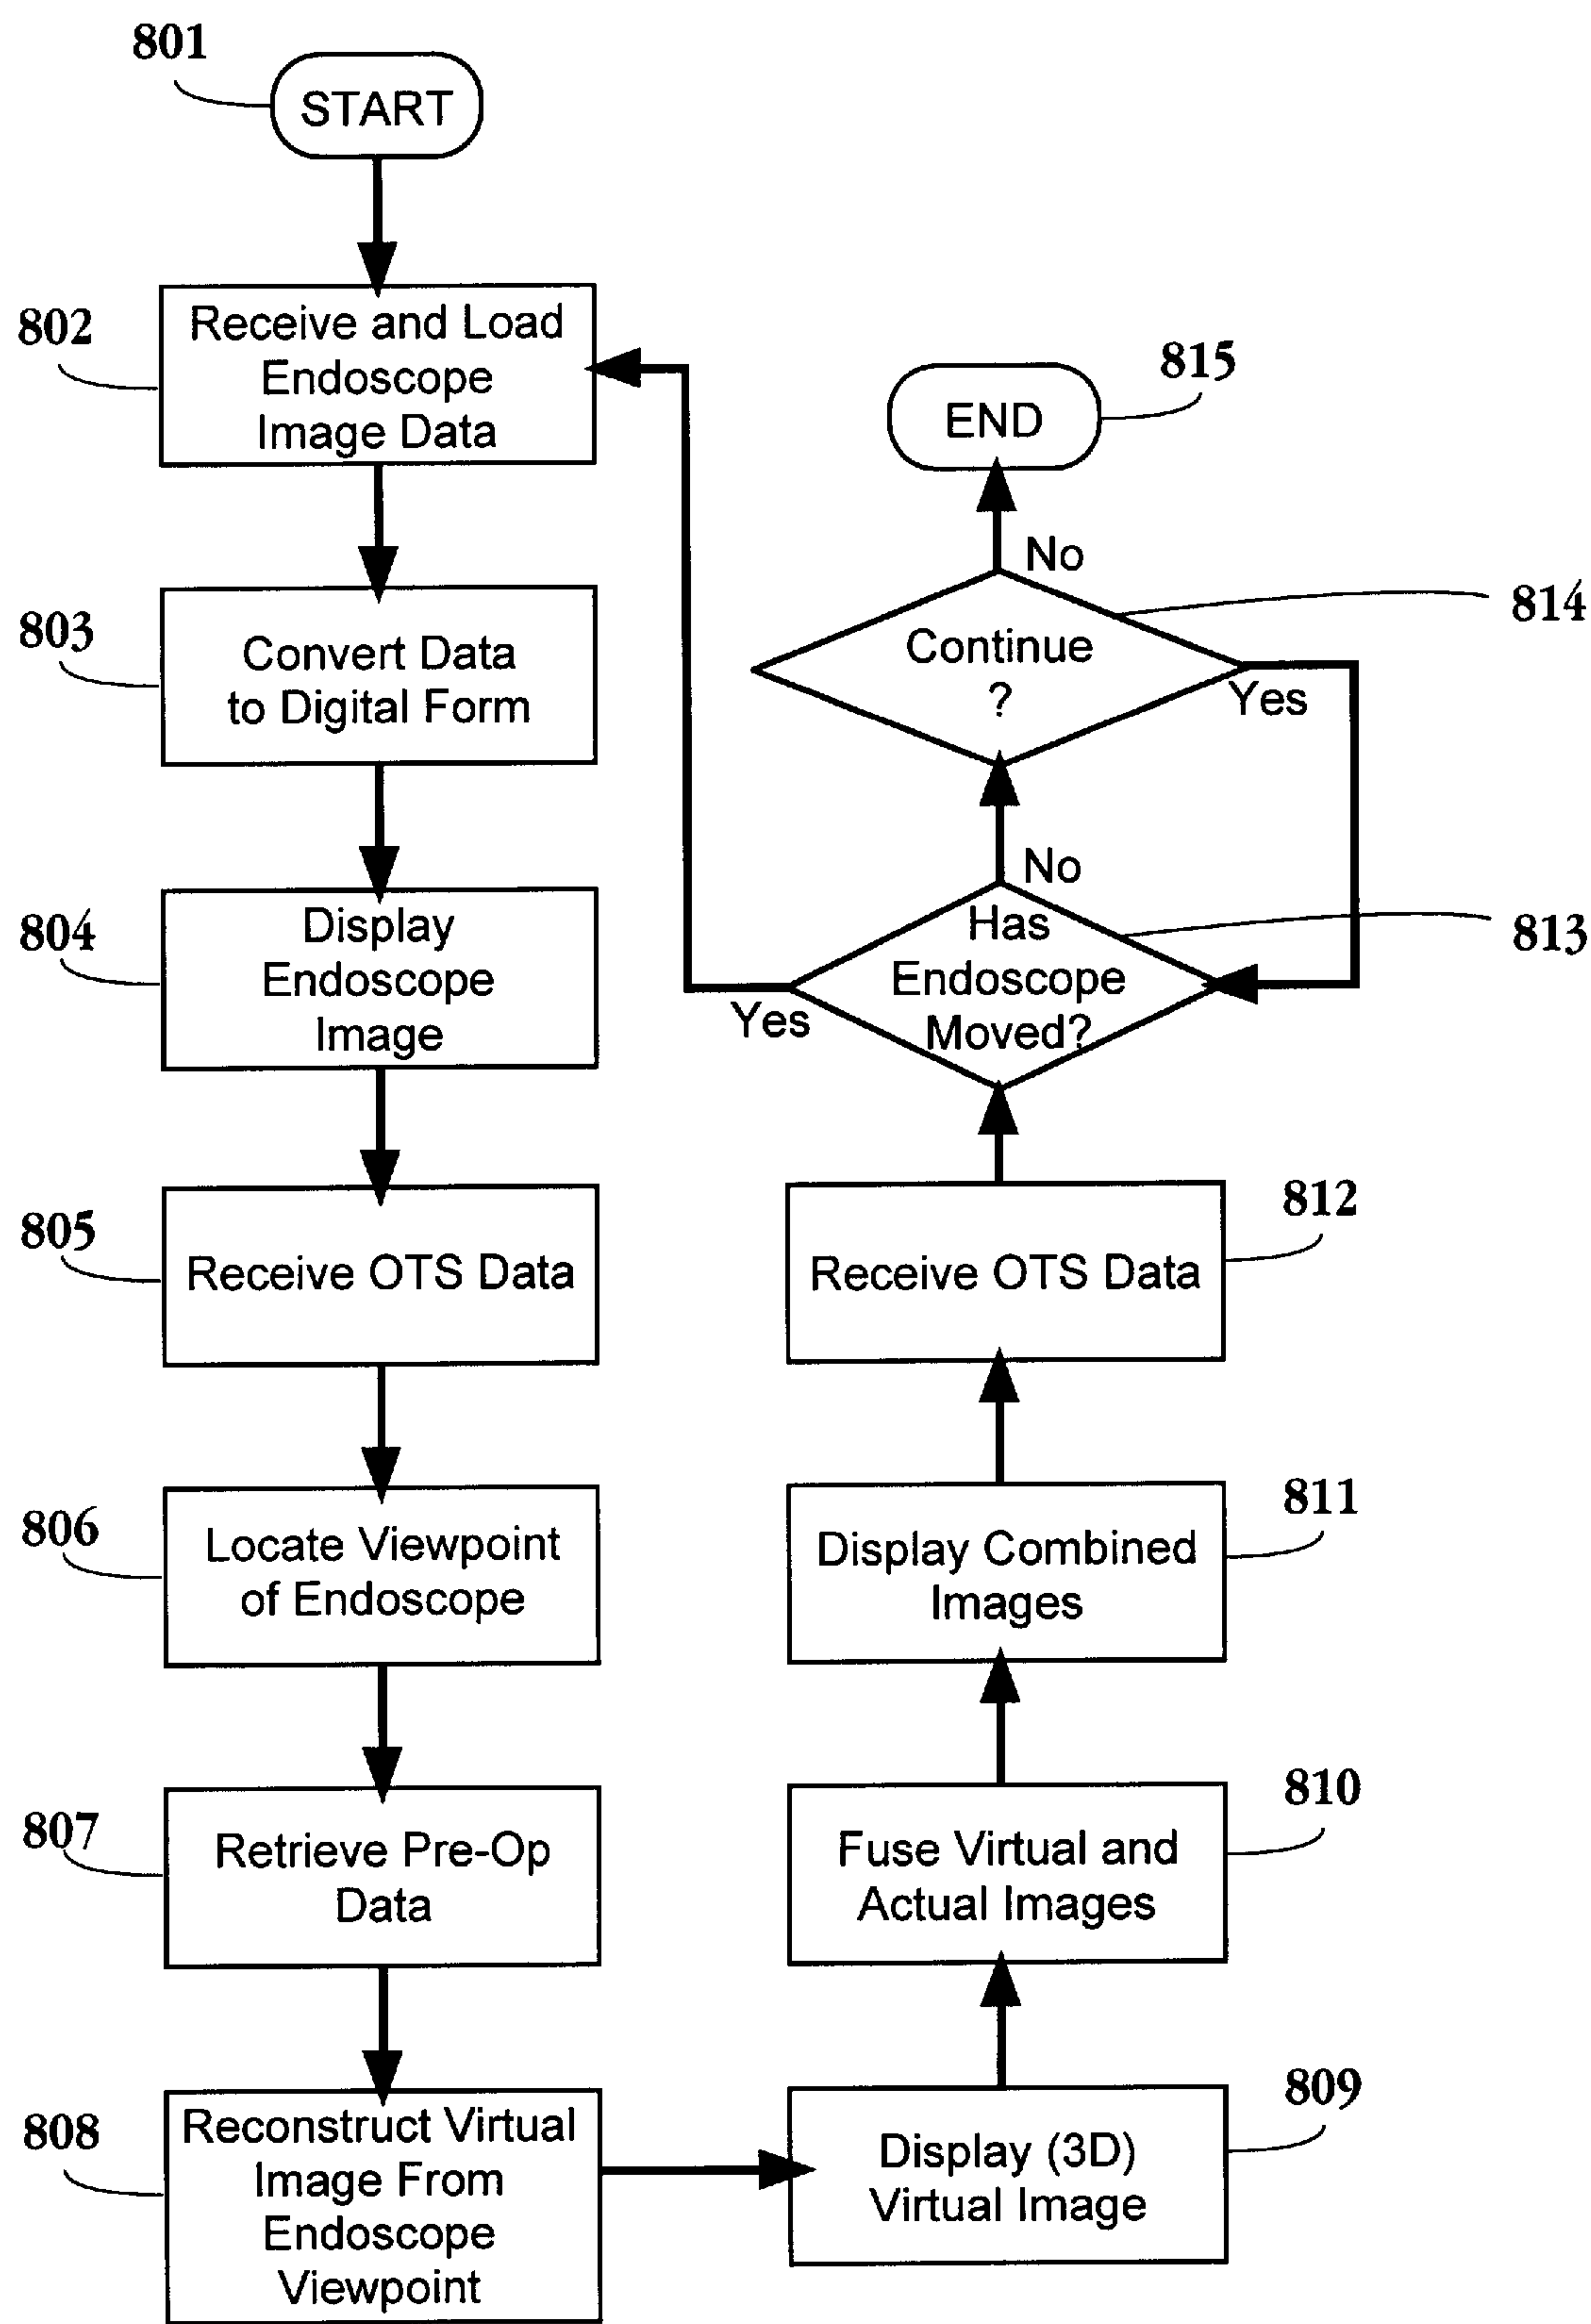 801
START
802
Receive and Load
Endoscope
Image Data
803
Convert Data
to Digital Form
804
Display
Endoscope
Image
805
Receive OTS Data
806
Locate Viewpoint
of Endoscope
807
Retrieve Pre-Op
Data
808
Reconstruct Virtual
Image From
Endoscope
Viewpoint
809
Display (3D)
Virtual Image
810
Fuse Virtual and
Actual Images
811
Display Combined
Images
812
Receive OTS Data
813
Has
Endoscope
Moved?
Yes
No
814
Continue
?
Yes
No
815
END